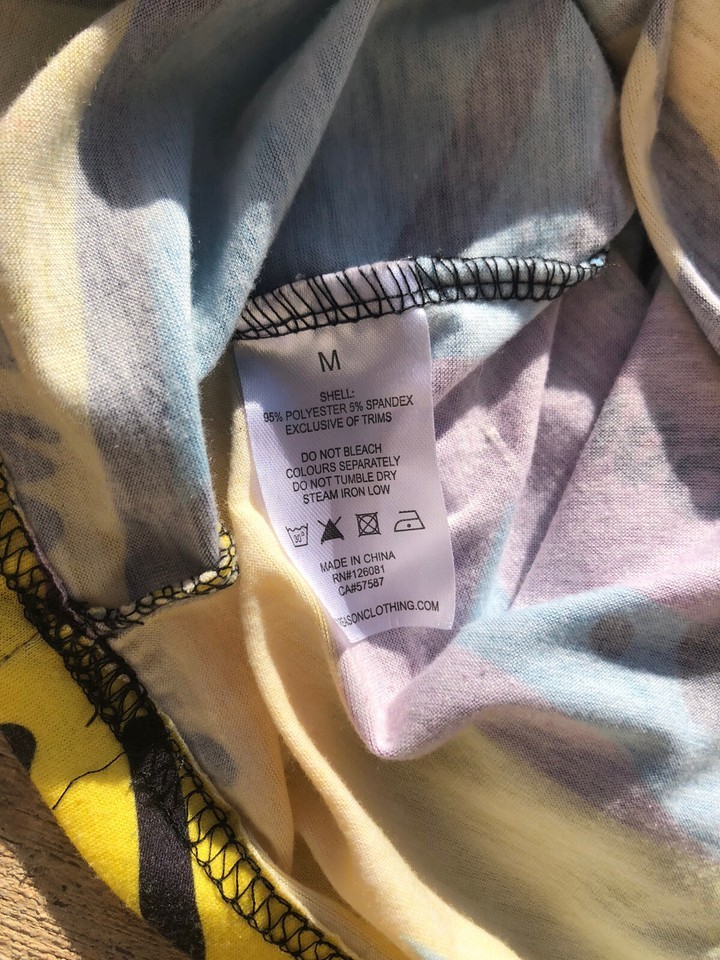 M
SHELL:
95% POLYESTER 5% SPANDEX
EXCLUSIVE OF TRIMS
DO NOT BLEACH
COLOURS SEPARATELY
DO NOT TUMBLE DRY
STEAM IRON LOW
30°
MADE IN CHINA
RN#126081
CA#57587